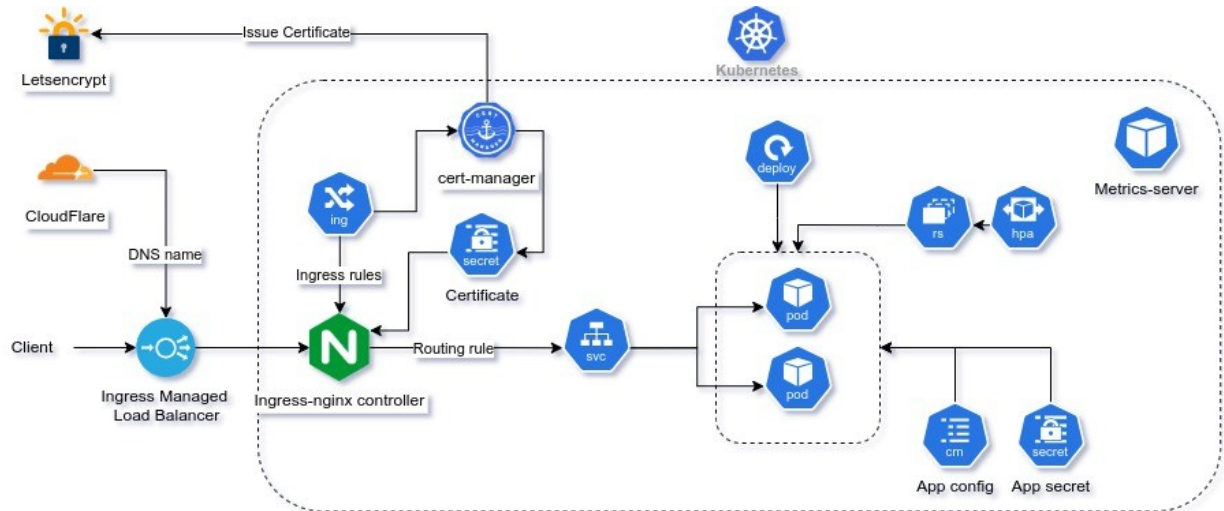 Issue Certificate
Letsencrypt
Kubernetes
CERT
MANAGER
cert-manager
deploy
Metrics-server
CloudFlare
ing
rs
hpa
DNS name
secret
Ingress rules
Certificate
pod
Client
N
Routing rule
svc
pod
Ingress Managed
Load Balancer
Ingress-nginx controller
cm
secret
App config
App secret